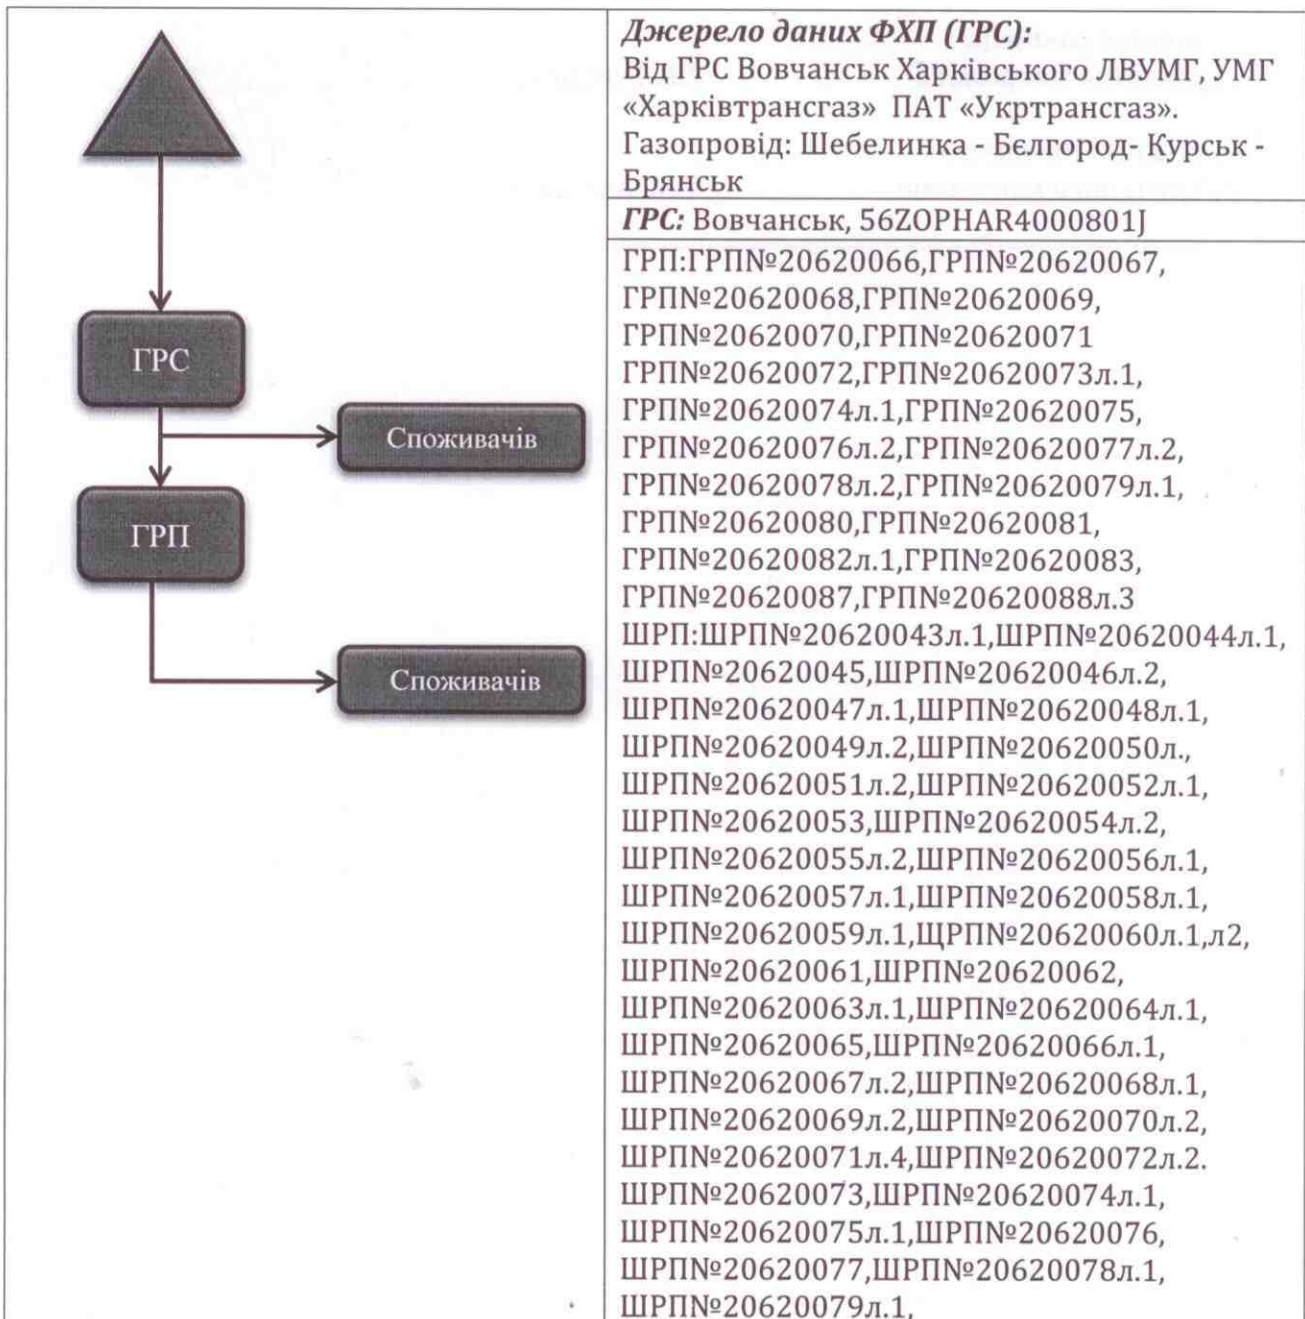 ГРС
Споживачів
ГРП
Споживачів
Джерело даних ФХП (ГРС):
Від ГРС Вовчанськ Харківського ЛВУМГ, УМГ
«Харківтрансгаз» ПАТ «Укртрансгаз».
Газопровід: Шебелинка - Бєлгород- Курськ -
Брянськ
ГРС: Вовчанськ, 56ZOPHAR4000801J
ГРП:ГРП№20620066,ГРП№20620067,
ГРП№20620068,ГРП№20620069,
ГРП№20620070,ГРП№20620071
ГРП№20620072,ГРП№20620073л.1,
ГРП№20620074л.1,ГРП№20620075,
ГРП№20620076л.2,ГРП№20620077л.2,
ГРП№20620078л.2,ГРП№20620079л.1,
ГРП№20620080,ГРП№20620081,
ГРП№20620082л.1,ГРП№20620083,
ГРП№20620087,ГРП№20620088л.3
ШРП:ШРП№20620043л.1,ШРП№20620044л.1,
ШРП№20620045,ШРП№20620046л.2,
ШРП№20620047л.1,ШРП№20620048л.1,
ШРП№20620049л.2,ШРП№20620050л.,
ШРП№20620051л.2,ШРП№20620052л.1,
ШРП№20620053,ШРП№20620054л.2,
ШРП№20620055л.2,ШРП№20620056л.1,
ШРП№20620057л.1,ШРП№20620058л.1,
ШРП№20620059л.1,ЩРП№20620060л.1,л2,
ШРП№20620061,ШРП№20620062,
ШРП№20620063л.1,ШРП№20620064л.1,
ШРП№20620065,ШРП№20620066л.1,
ШРП№20620067л.2,ШРП№20620068л.1,
ШРП№20620069л.2,ШРП№20620070л.2,
ШРП№20620071л.4,ШРП№20620072л.2.
ШРП№20620073,ШРП№20620074л.1,
ШРП№20620075л.1,ШРП№20620076,
ШРП№20620077,ШРП№20620078л.1,
ШРП№20620079л.1,